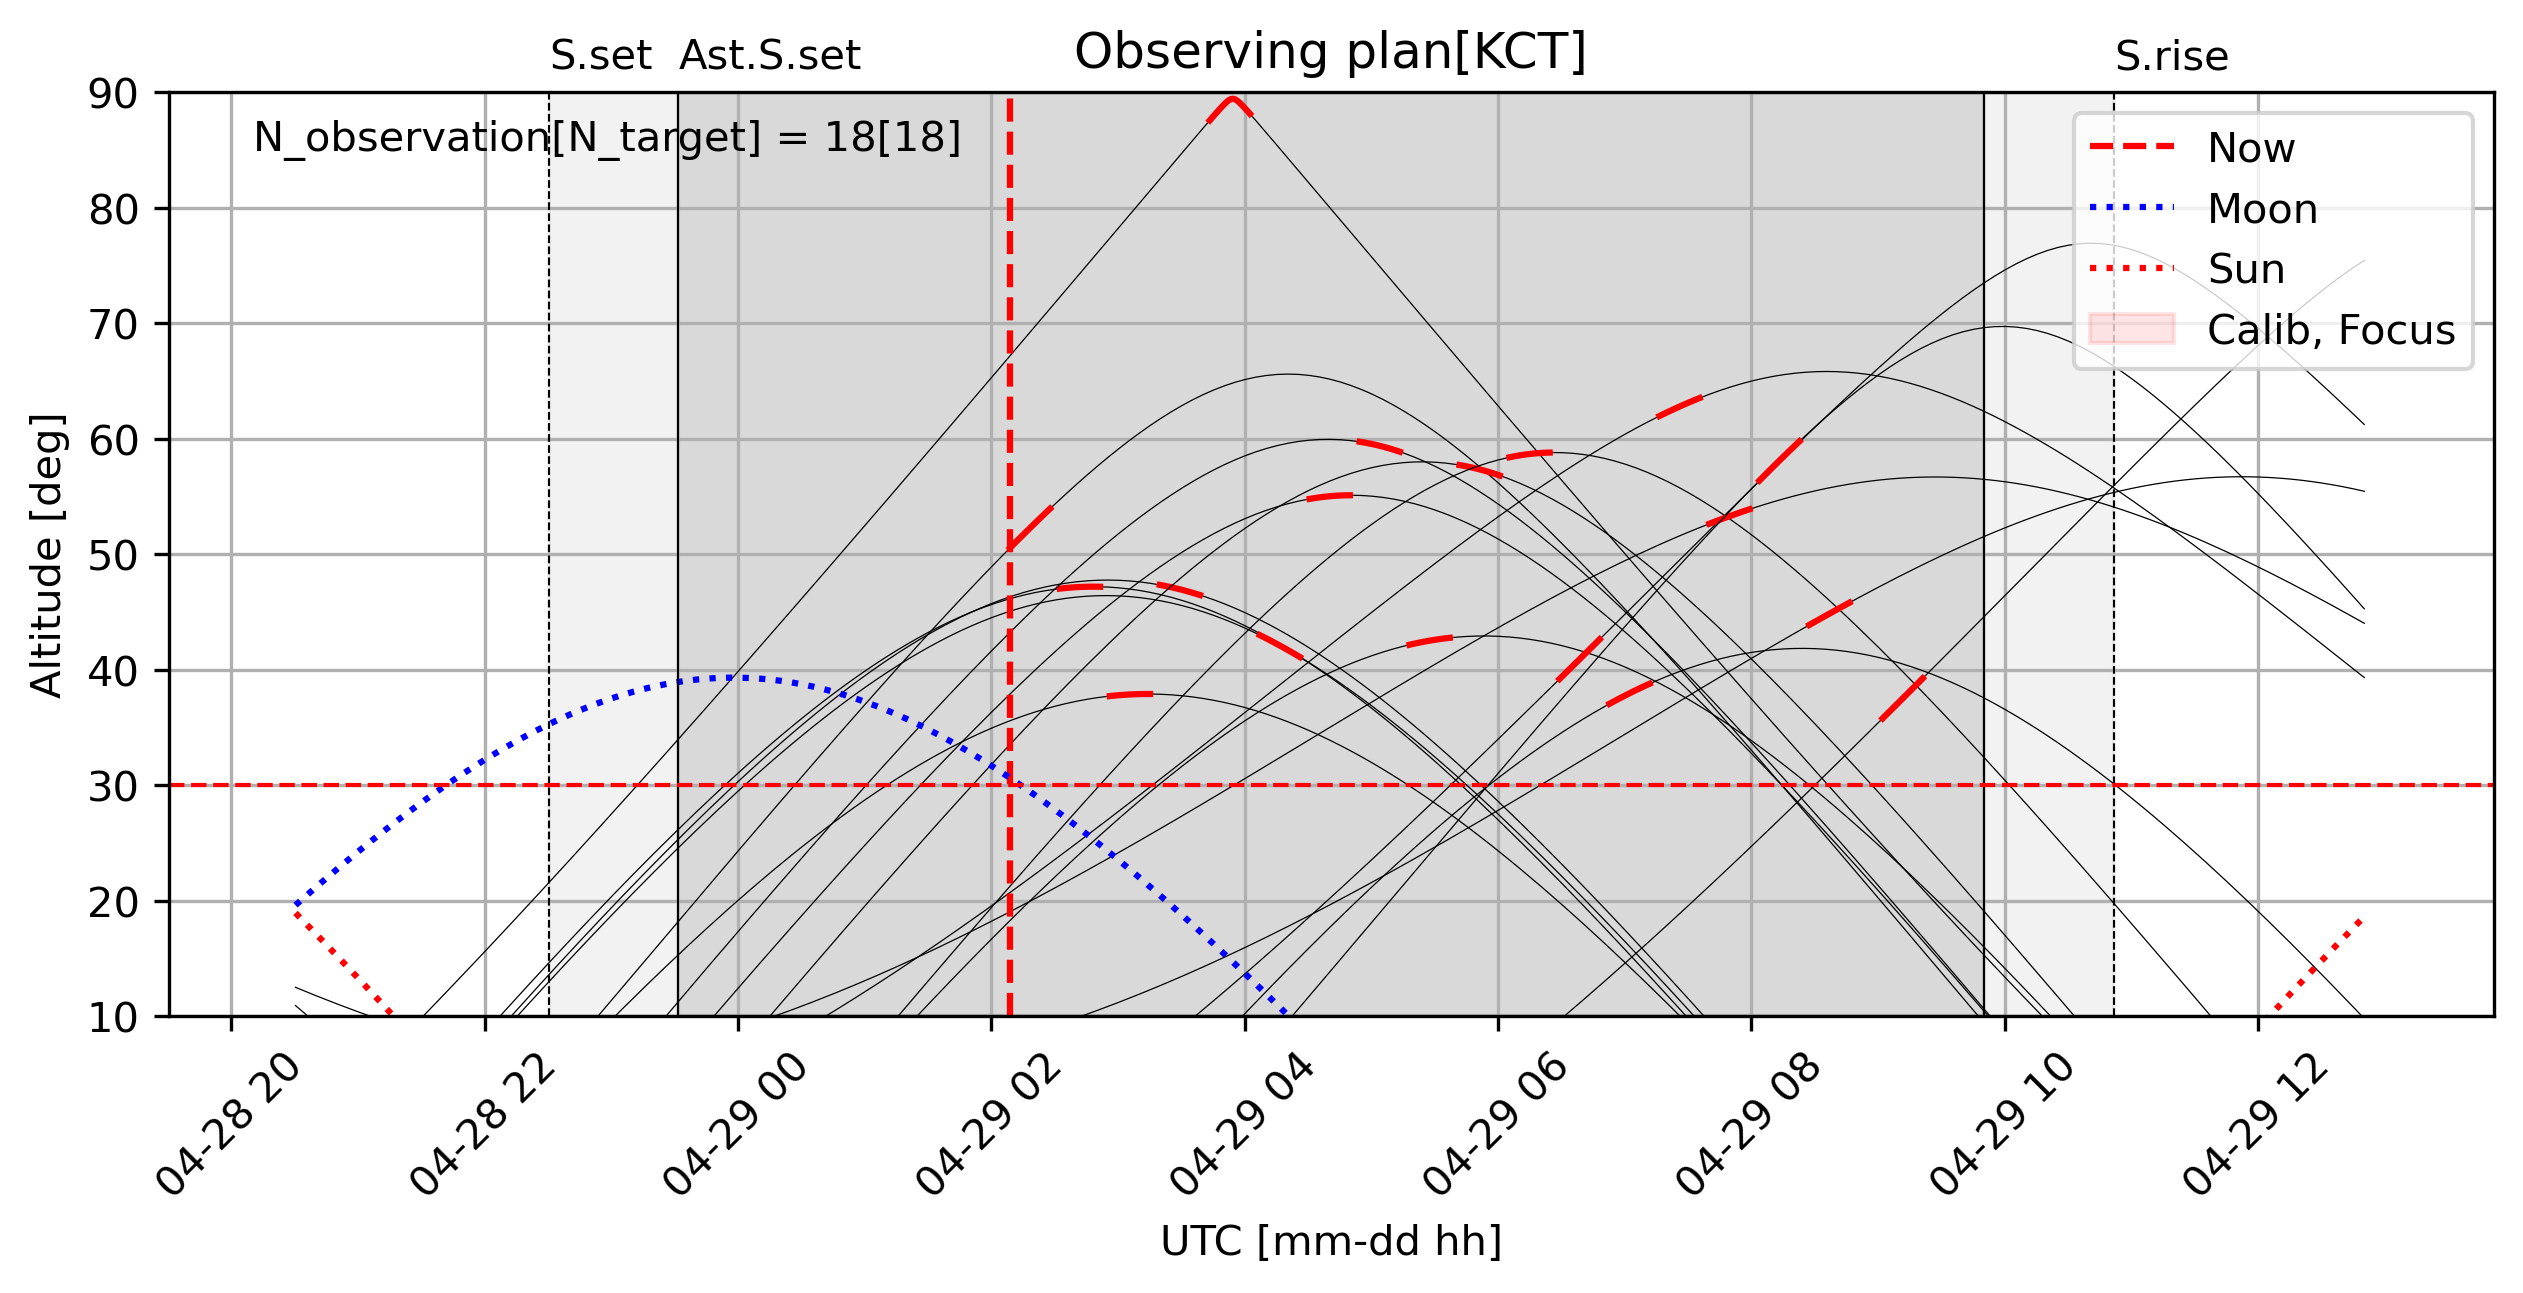 S.set Ast.S.set Observing plan[KCT] S.rise
N_observation[N_target] = 18[18]
Now
Moon
Sun
Calib, Focus
Altitude [deg]
90
80
70
60
50
40
30
20
10
04-28 20
04-28 22
04-29 00
04-29 02
04-29 04
04-29 06
04-29 08
04-29 10
04-29 12
UTC [mm-dd hh]